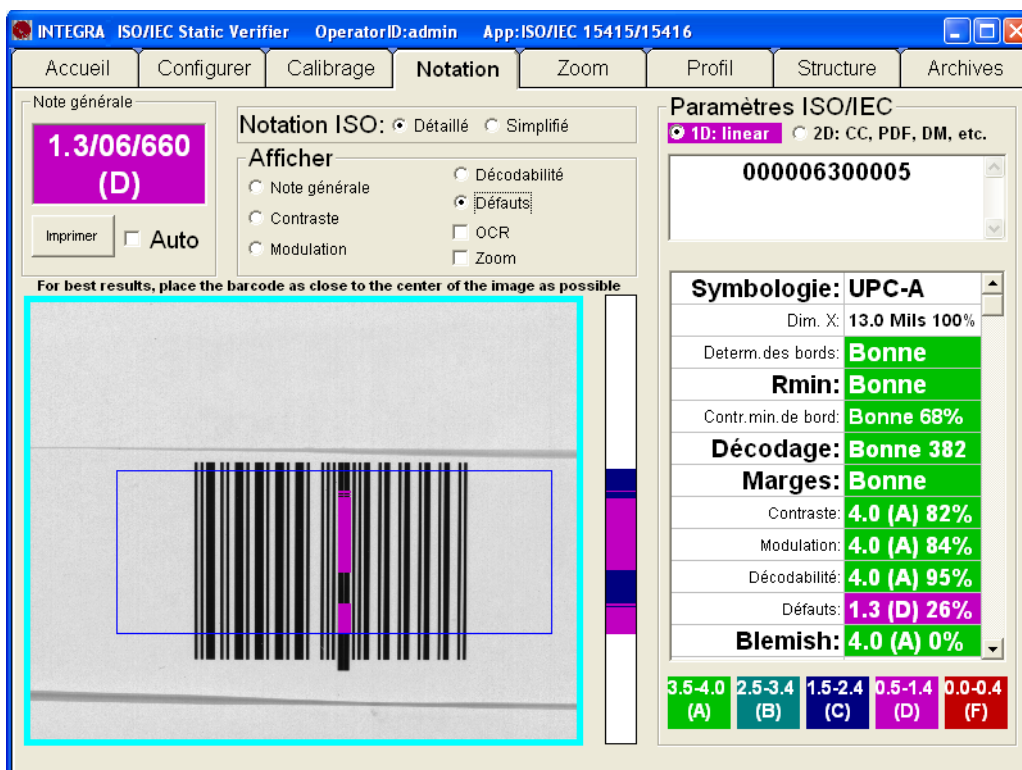 INTEGRA ISO/IEC Static Verifier OperatorID:admin App:ISO/IEC 15415/15416
Accueil Configurer Calibrage Notation Zoom Profil Structure Archives
Note générale
1.3/06/660
(D)
Imprimer
Auto
Notation ISO: Détaillé Simplifié
Afficher
Note générale
Contraste
Modulation
Décodabilité
Défauts
OCR
Zoom
For best results, place the barcode as close to the center of the image as possible
Paramètres ISO/IEC
1D: linear 2D: CC, PDF, DM, etc.
000006300005
Symbologie: UPC-A
Dim. X: 13.0 Mils 100%
Determ.des bords: Bonne
Rmin: Bonne
Contr.min.de bord: Bonne 68%
Décodage: Bonne 382
Marges: Bonne
Contraste: 4.0 (A) 82%
Modulation: 4.0 (A) 84%
Décodabilité: 4.0 (A) 95%
Défauts: 1.3 (D) 26%
Blemish: 4.0 (A) 0%
3.5-4.0 2.5-3.4 1.5-2.4 0.5-1.4 0.0-0.4
(A) (B) (C) (D) (F)